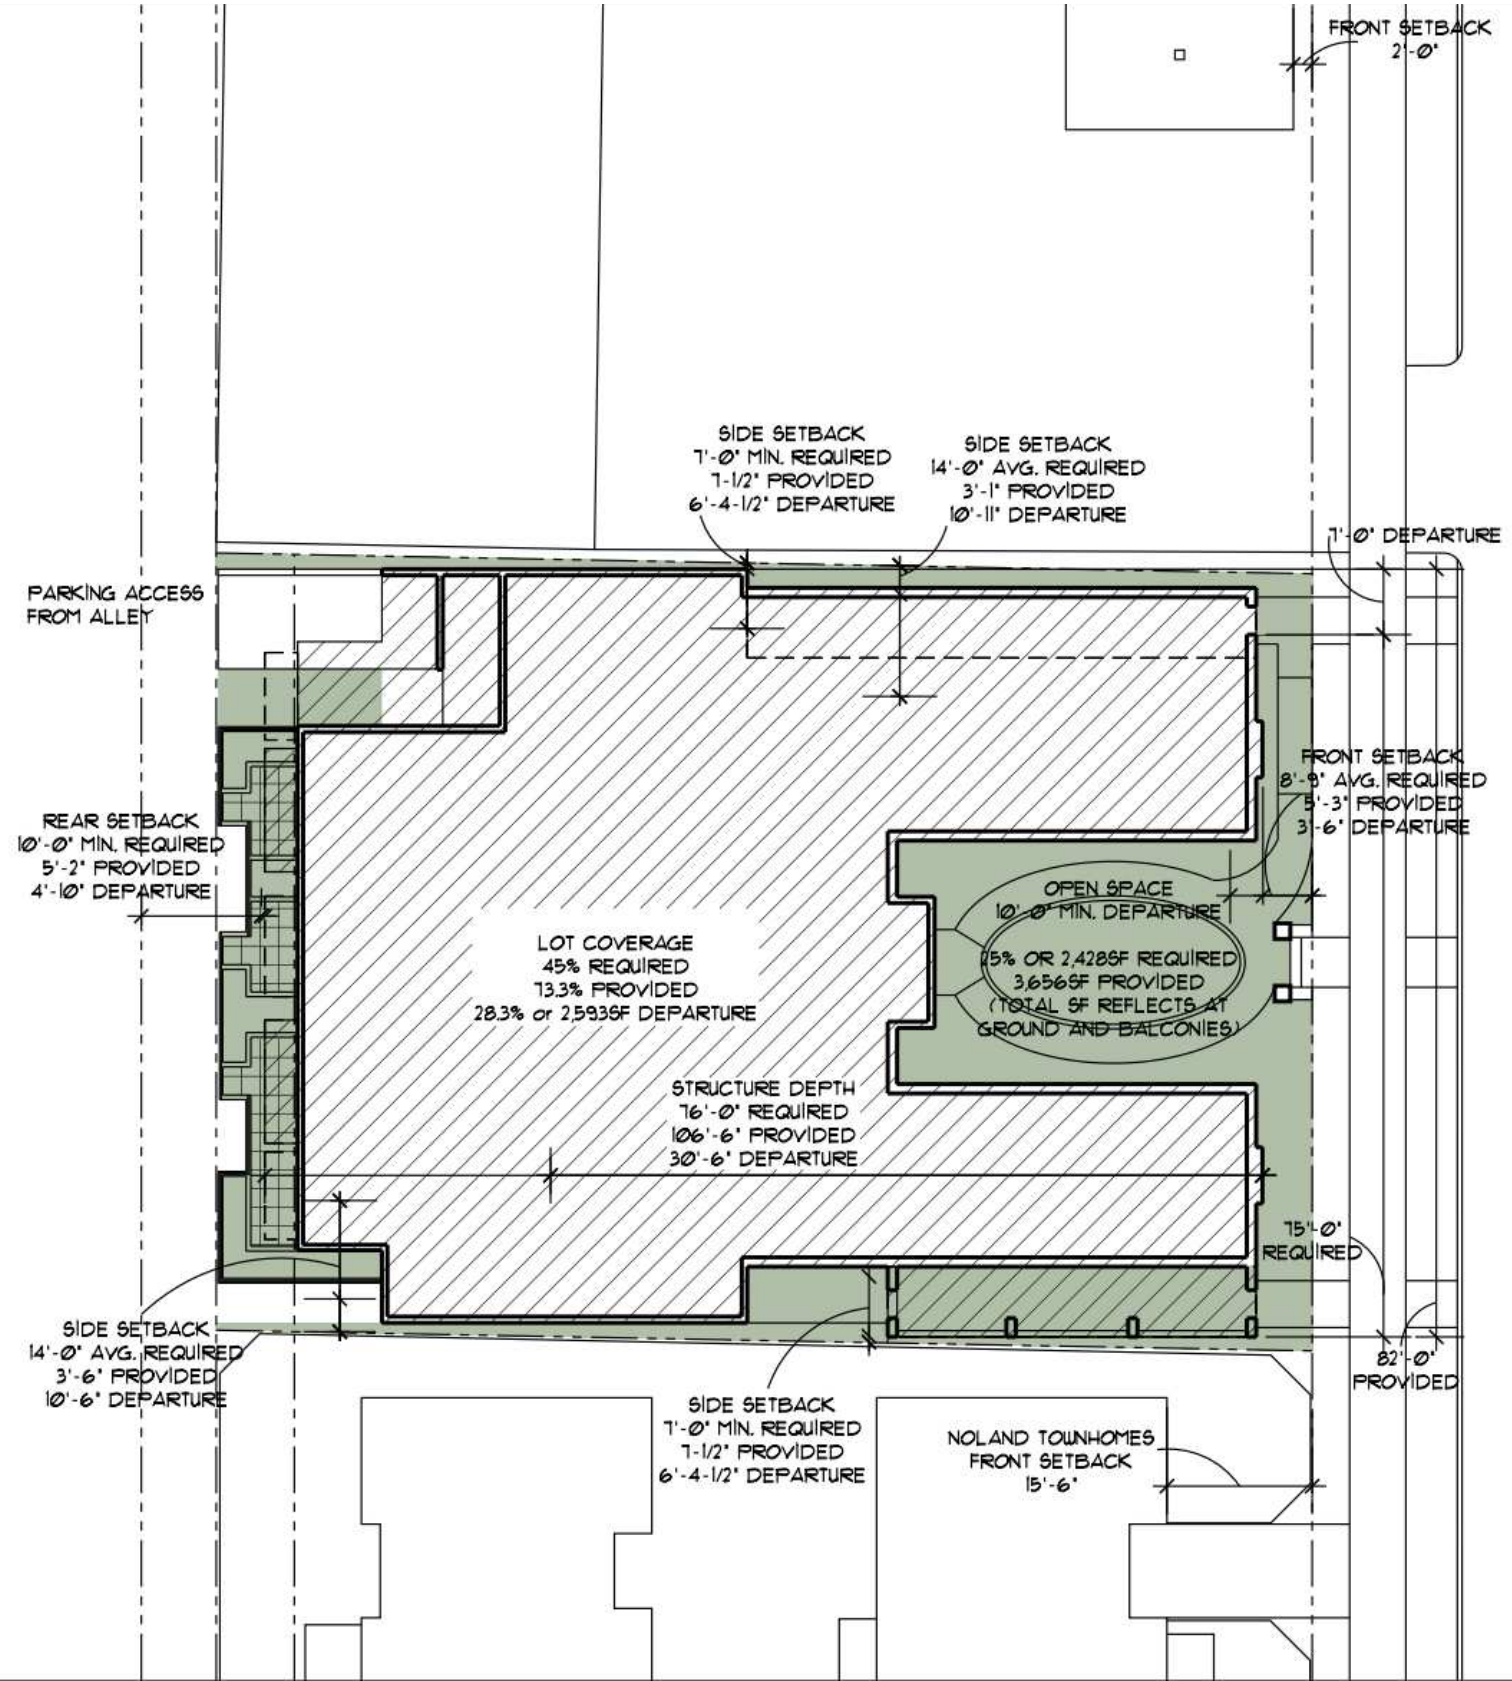 FRONT SETBACK
2'-0"
SIDE SETBACK
7'-0" MIN. REQUIRED
7-1/2" PROVIDED
6'-4-1/2" DEPARTURE
SIDE SETBACK
14'-0" AVG. REQUIRED
3'-1" PROVIDED
10'-11" DEPARTURE
7'-0" DEPARTURE
PARKING ACCESS
FROM ALLEY
FRONT SETBACK
8'-9" AVG. REQUIRED
5'-3" PROVIDED
3'-6" DEPARTURE
REAR SETBACK
10'-0" MIN. REQUIRED
5'-2" PROVIDED
4'-10" DEPARTURE
OPEN SPACE
10'-0" MIN. DEPARTURE
25% OR 2,428SF REQUIRED
3,656SF PROVIDED
(TOTAL SF REFLECTS AT
GROUND AND BALCONIES)
LOT COVERAGE
45% REQUIRED
73.3% PROVIDED
28.3% or 2,593SF DEPARTURE
STRUCTURE DEPTH
76'-0" REQUIRED
106'-6" PROVIDED
30'-6" DEPARTURE
75'-0"
REQUIRED
SIDE SETBACK
14'-0" AVG. REQUIRED
3'-6" PROVIDED
10'-6" DEPARTURE
82'-0"
PROVIDED
SIDE SETBACK
7'-0" MIN. REQUIRED
7-1/2" PROVIDED
6'-4-1/2" DEPARTURE
NOLAND TOWNHOMES
FRONT SETBACK
15'-6"